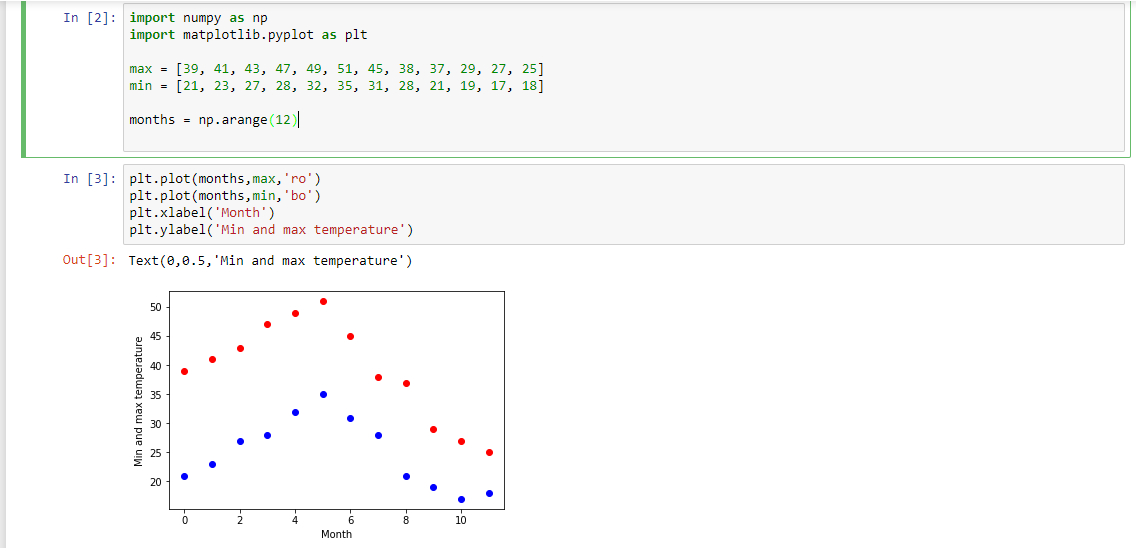 In [2]: import numpy as np
import matplotlib.pyplot as plt
max = [39, 41, 43, 47, 49, 51, 45, 38, 37, 29, 27, 25]
min = [21, 23, 27, 28, 32, 35, 31, 28, 21, 19, 17, 18]
months = np.arange(12)
In [3]: plt.plot(months,max,'ro')
plt.plot(months,min,'bo')
plt.xlabel('Month')
plt.ylabel('Min and max temperature')
Out[3]: Text(0,0.5,'Min and max temperature')
Min and max temperature
50
45
40
35
30
25
20
0 2 4 6 8 10
Month